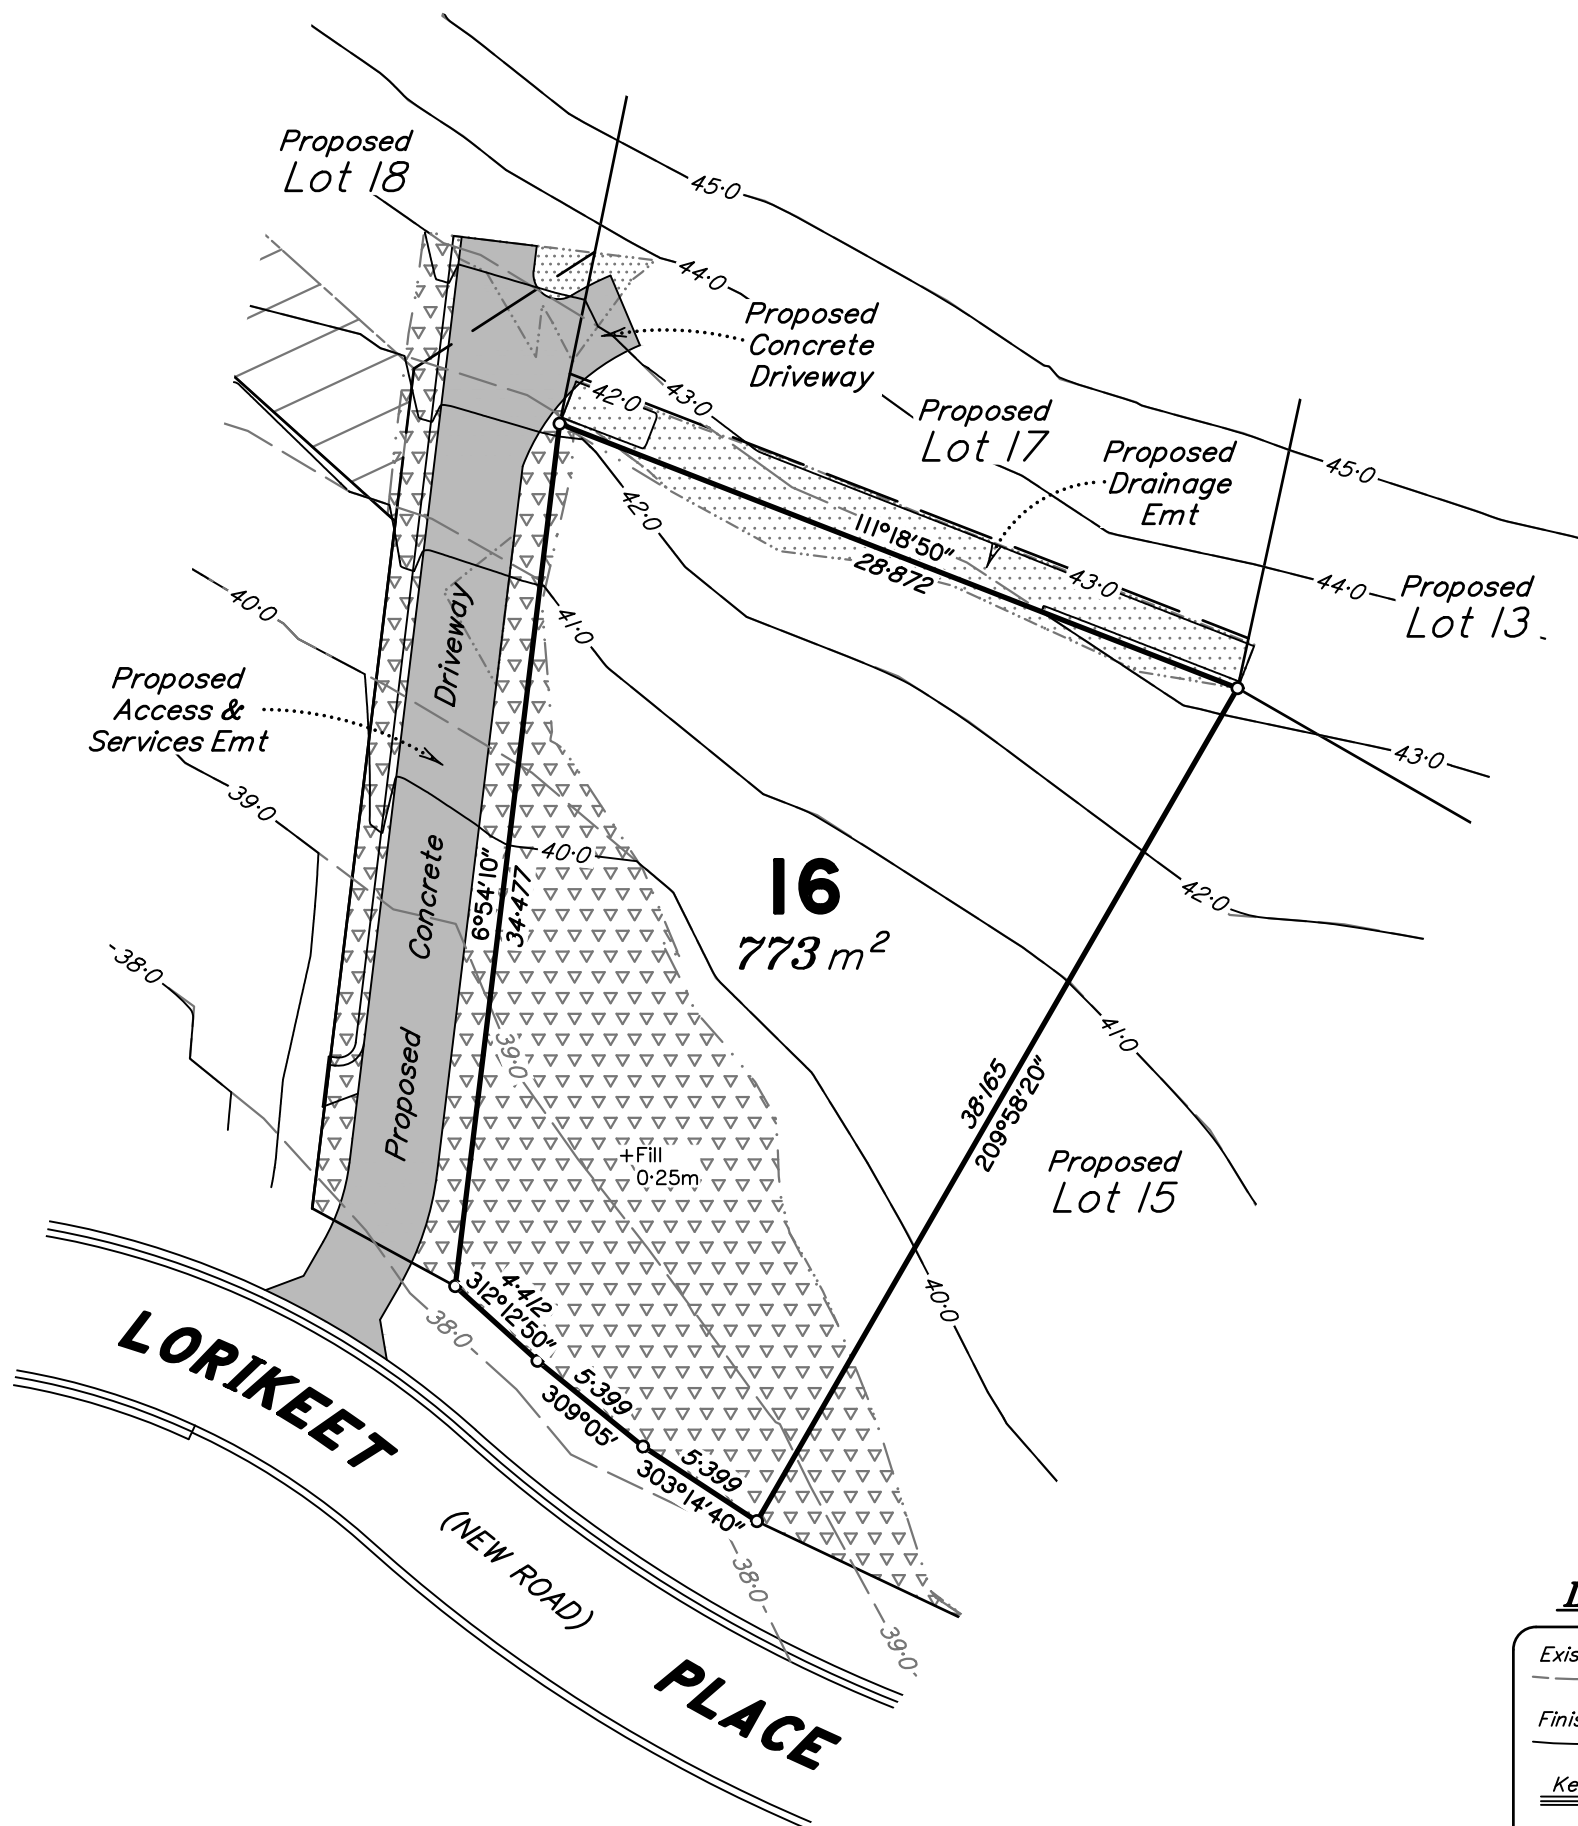 Proposed
Lot 18
45·0
44·0
Proposed
Concrete
Driveway
42·0
43·0
Proposed
Lot 17
Proposed
Drainage
Emt
45·0
42·0
111°18'50"
28·872
43·0
44·0
Proposed
Lot 13
40·0
41·0
Driveway
Proposed
Access &
Services Emt
39·0
43·0
Concrete
6°54'10"
34·477
40·0
16
773 m²
42·0
38·0
39·0
Proposed
41·0
38·165
209°58'20"
+Fill
0·25m
Proposed
Lot 15
40·0
38·0
4·412
312°12'50"
5·399
309°05'
5·399
303°14'40"
LORIKEET
(NEW ROAD)
38·0
39·0
PLACE
Exis
Finis
Ke